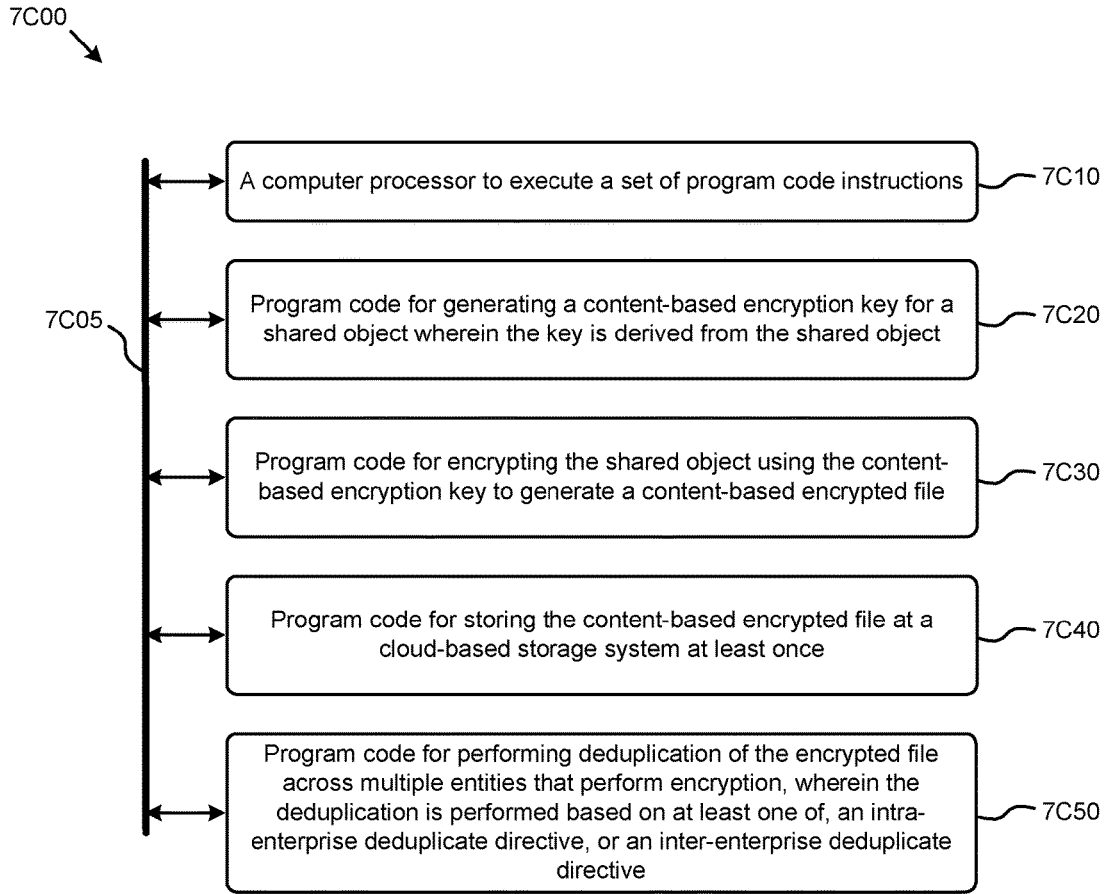 7C00
A computer processor to execute a set of program code instructions
7C10
7C05
Program code for generating a content-based encryption key for a
shared object wherein the key is derived from the shared object
7C20
Program code for encrypting the shared object using the content-
based encryption key to generate a content-based encrypted file
7C30
Program code for storing the content-based encrypted file at a
cloud-based storage system at least once
7C40
Program code for performing deduplication of the encrypted file
across multiple entities that perform encryption, wherein the
deduplication is performed based on at least one of, an intra-
enterprise deduplicate directive, or an inter-enterprise deduplicate
directive
7C50